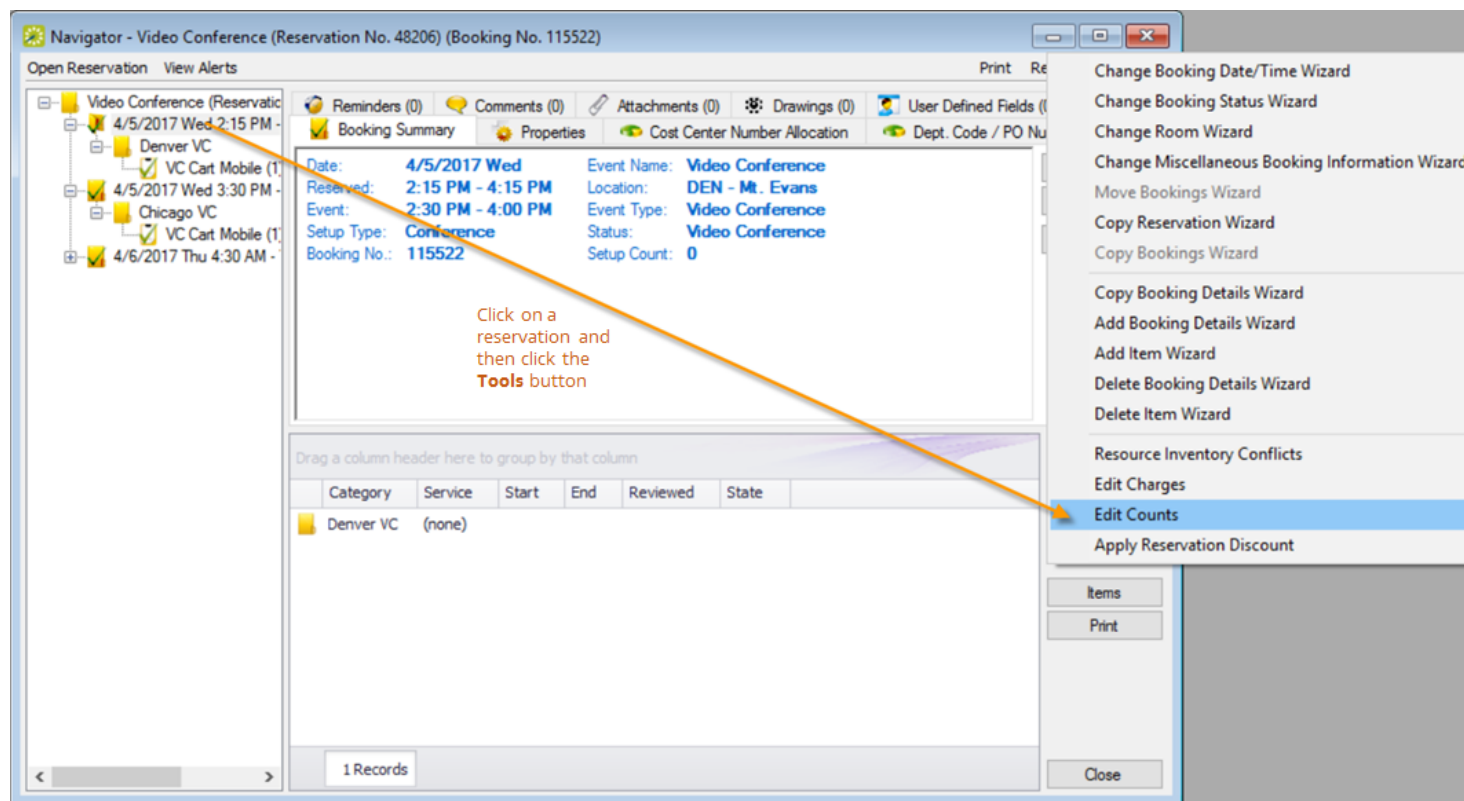 Navigator - Video Conference (Reservation No. 48206) (Booking No. 115522)
Open Reservation View Alerts Print Re
Video Conference (Reservatic
4/5/2017 Wed 2:15 PM -
Denver VC
VC Cart Mobile (1)
4/5/2017 Wed 3:30 PM -
Chicago VC
VC Cart Mobile (1)
4/6/2017 Thu 4:30 AM -
Reminders (0) Comments (0) Attachments (0) Drawings (0) User Defined Fields (
Booking Summary Properties Cost Center Number Allocation Dept. Code / PO Nu
Date: 4/5/2017 Wed Event Name: Video Conference
Reserved: 2:15 PM - 4:15 PM Location: DEN - Mt. Evans
Event: 2:30 PM - 4:00 PM Event Type: Video Conference
Setup Type: Conference Status: Video Conference
Booking No.: 115522 Setup Count: 0
Click on a
reservation and
then click the
Tools button
Drag a column header here to group by that column
Category Service Start End Reviewed State
Denver VC (none)
1 Records
Change Booking Date/Time Wizard
Change Booking Status Wizard
Change Room Wizard
Change Miscellaneous Booking Information Wizard
Move Bookings Wizard
Copy Reservation Wizard
Copy Bookings Wizard
Copy Booking Details Wizard
Add Booking Details Wizard
Add Item Wizard
Delete Booking Details Wizard
Delete Item Wizard
Resource Inventory Conflicts
Edit Charges
Edit Counts
Apply Reservation Discount
Items
Print
Close